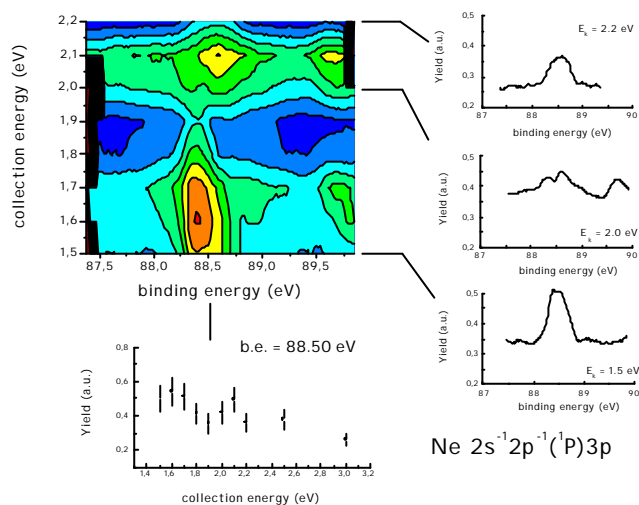 collection energy (eV)
2,2
2,1
2,0
1,9
1,8
1,7
1,6
1,5
87,5 88,0 88,5 89,0 89,5
binding energy (eV)
Yield (a.u.)
0,5
0,4
0,3
0,2
E_k = 2.2 eV
87 88 89 90
binding energy (eV)
Yield (a.u.)
0,5
0,4
0,3
0,2
E_k = 2.0 eV
87 88 89 90
binding energy (eV)
Yield (a.u.)
0,5
0,4
0,3
0,2
E_k = 1.5 eV
87 88 89 90
binding energy (eV)
b.e. = 88.50 eV
Yield (a.u.)
0,8
0,6
0,4
0,2
1,4 1,6 1,8 2,0 2,2 2,4 2,6 2,8 3,0 3,2
collection energy (eV)
Ne 2s⁻¹2p⁻¹(¹P)3p